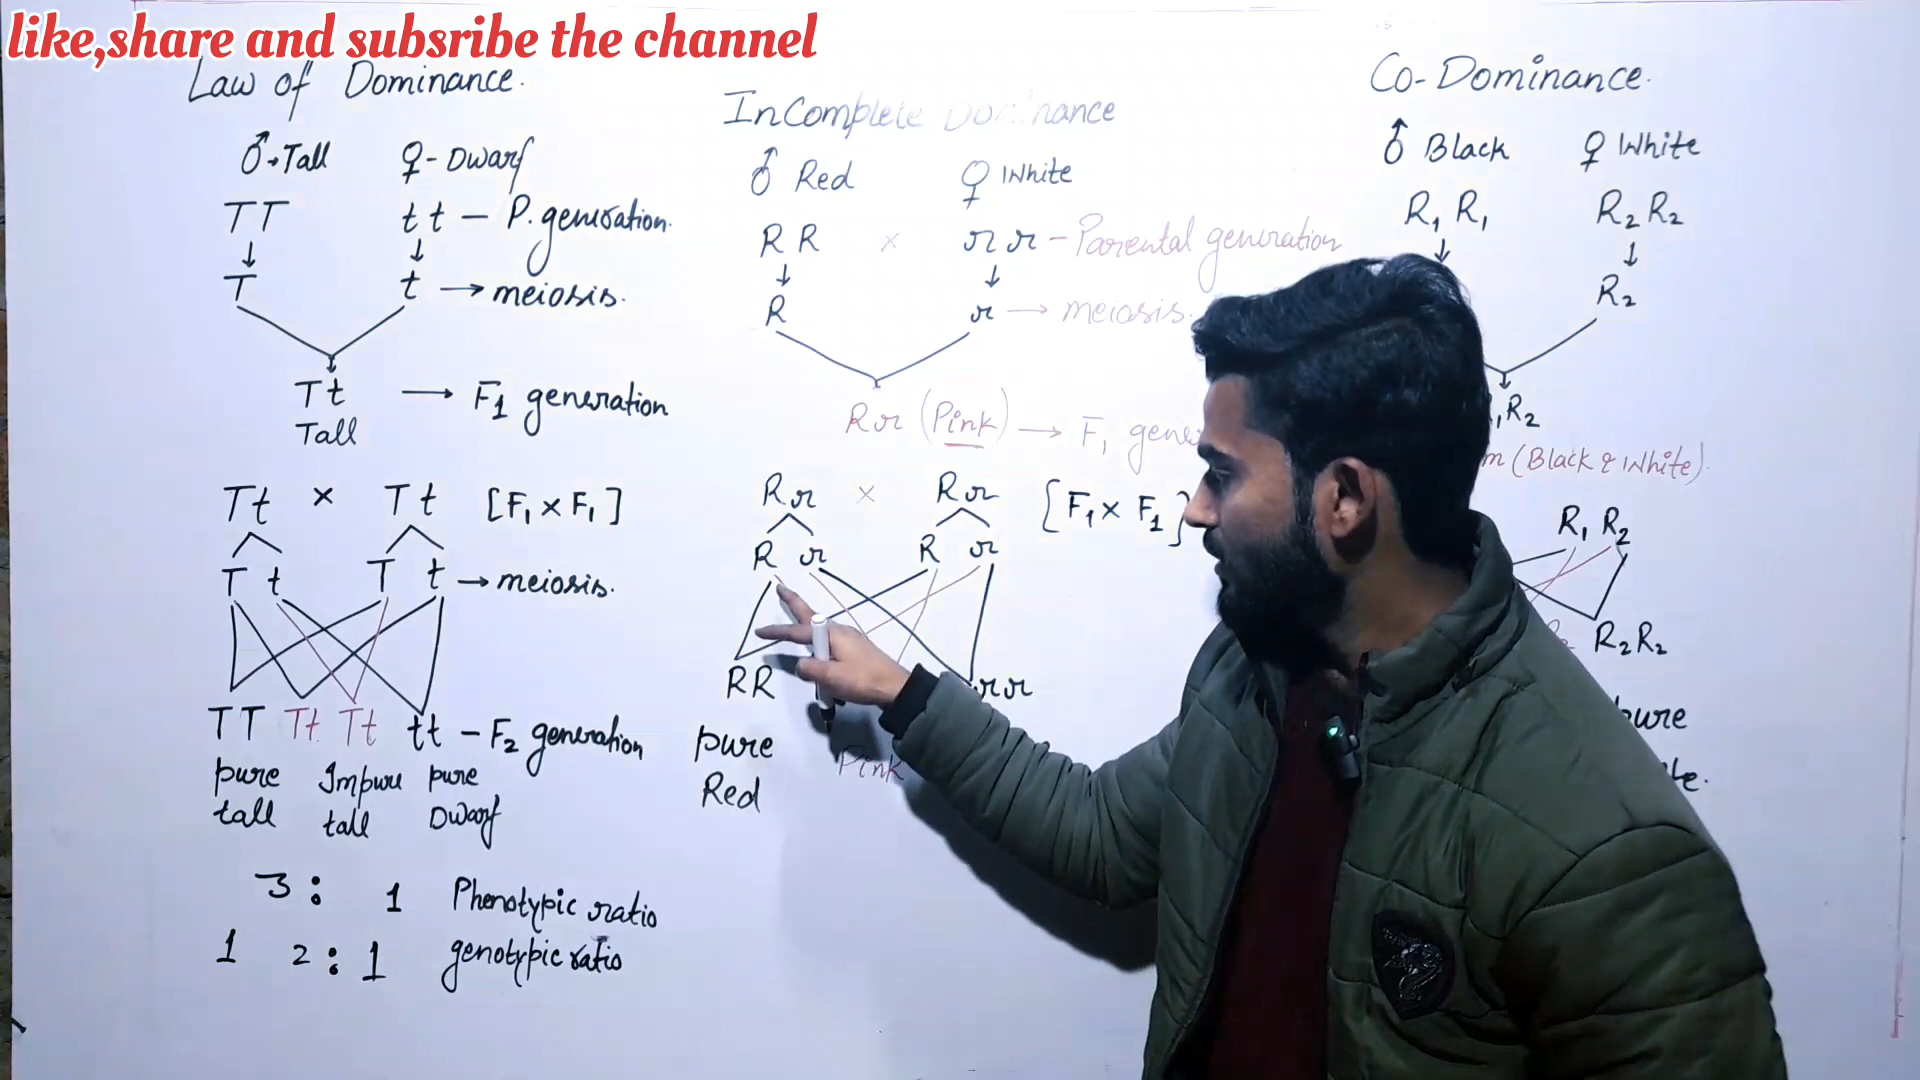 like,share and subsribe the channel
Law of Dominance.
♂→Tall ♀-Dwarf
TT tt — P. generation.
↓ ↓
T t → meiosis.
Tt → F1 generation
Tall
Tt × Tt [F1 × F1]
T t T t → meiosis.
TT Tt Tt tt – F2 generation
pure Impure pure
tall tall Dwarf
3 : 1 Phenotypic ratio
1 2 : 1 genotypic ratio
InComplete Dominance
♂ Red ♀ White
RR × rr – Parental generation
↓ ↓
R r → meiosis.
Rr (Pink) → F1
Rr × Rr [F1 × F1]
R r R r
RR rr
pure
Red
Pink
Co-Dominance.
♂ Black ♀ White
R1 R1 R2 R2
↓ ↓
R2
R2
(Black & White).
R1 R2
R2R2